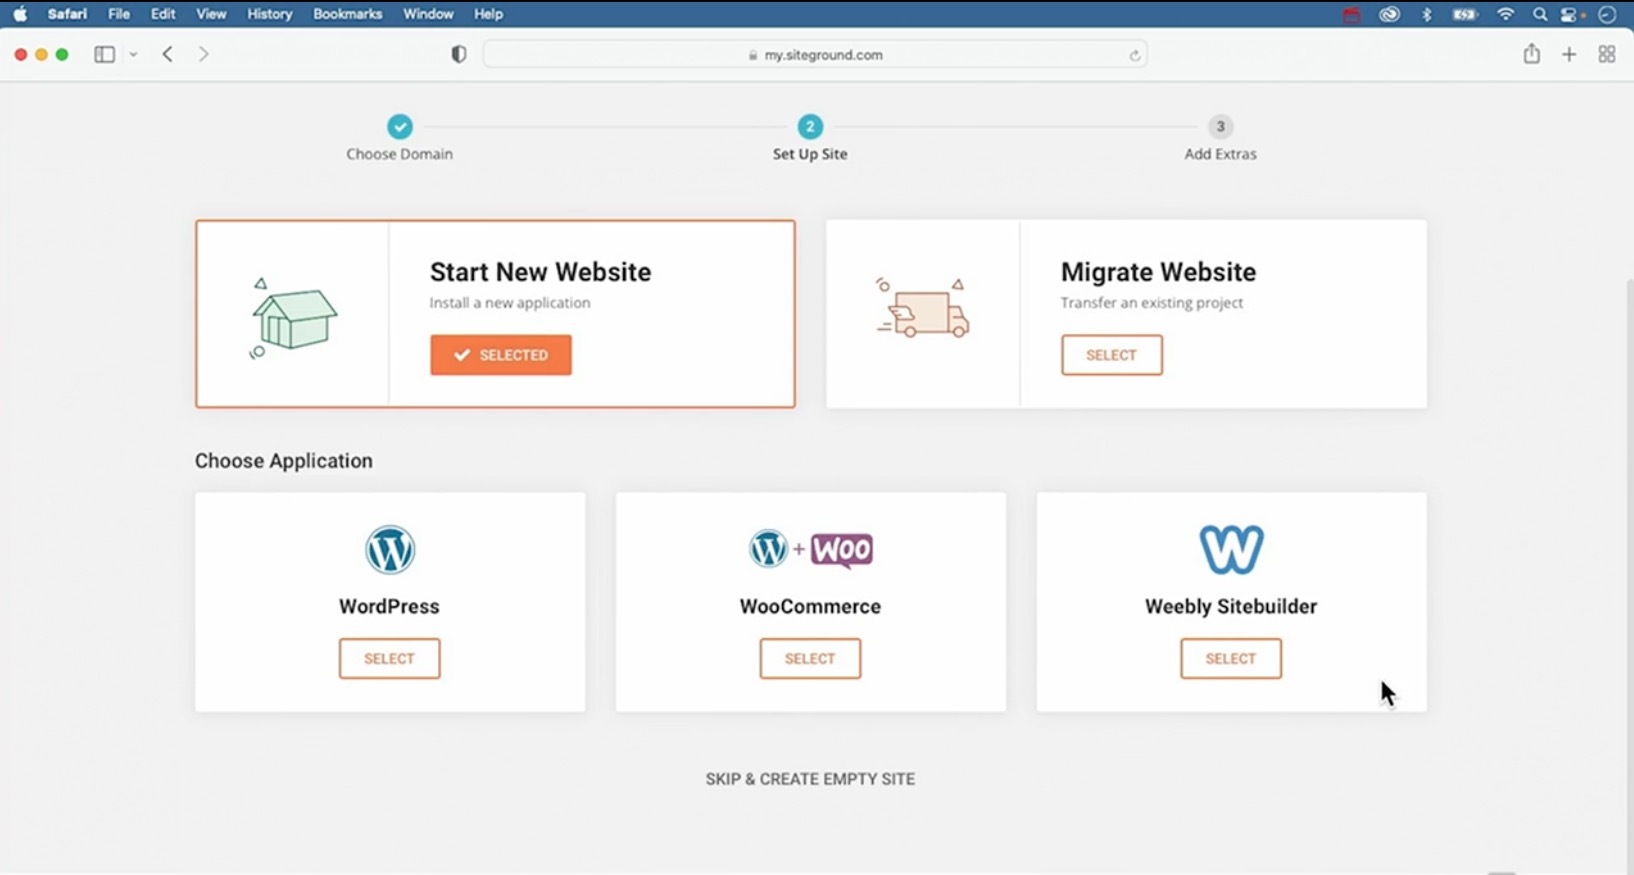 Safari File Edit View History Bookmarks Window Help
my.siteground.com
2
3
Choose Domain
Set Up Site
Add Extras
Start New Website
Install a new application
SELECTED
Migrate Website
Transfer an existing project
SELECT
Choose Application
W
WordPress
SELECT
W + WOO
WooCommerce
SELECT
W
Weebly Sitebuilder
SELECT
SKIP & CREATE EMPTY SITE